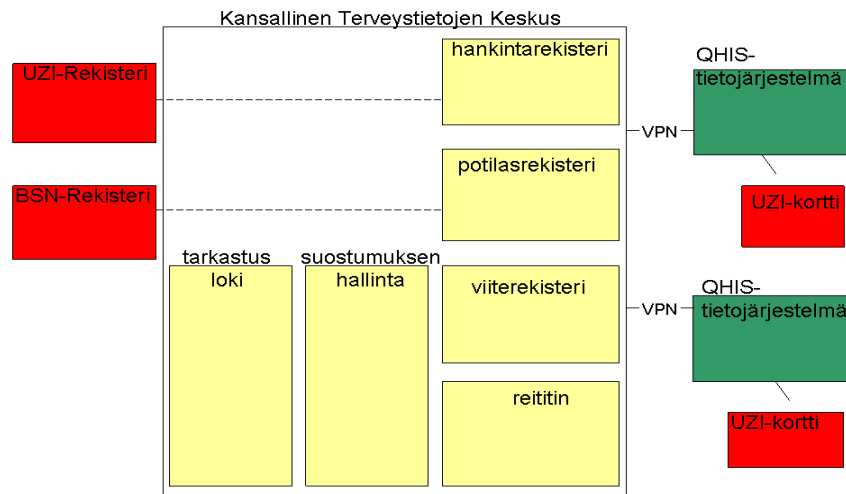 Kansallinen Terveystietojen Keskus
UZI-Rekisteri
hankintarekisteri
QHIS-
tietojärjestelmä
VPN
BSN-Rekisteri
potilasrekisteri
UZI-kortti
tarkastus
loki
suostumuksen
hallinta
viiterekisteri
QHIS-
tietojärjestelmä
VPN
reititin
UZI-kortti